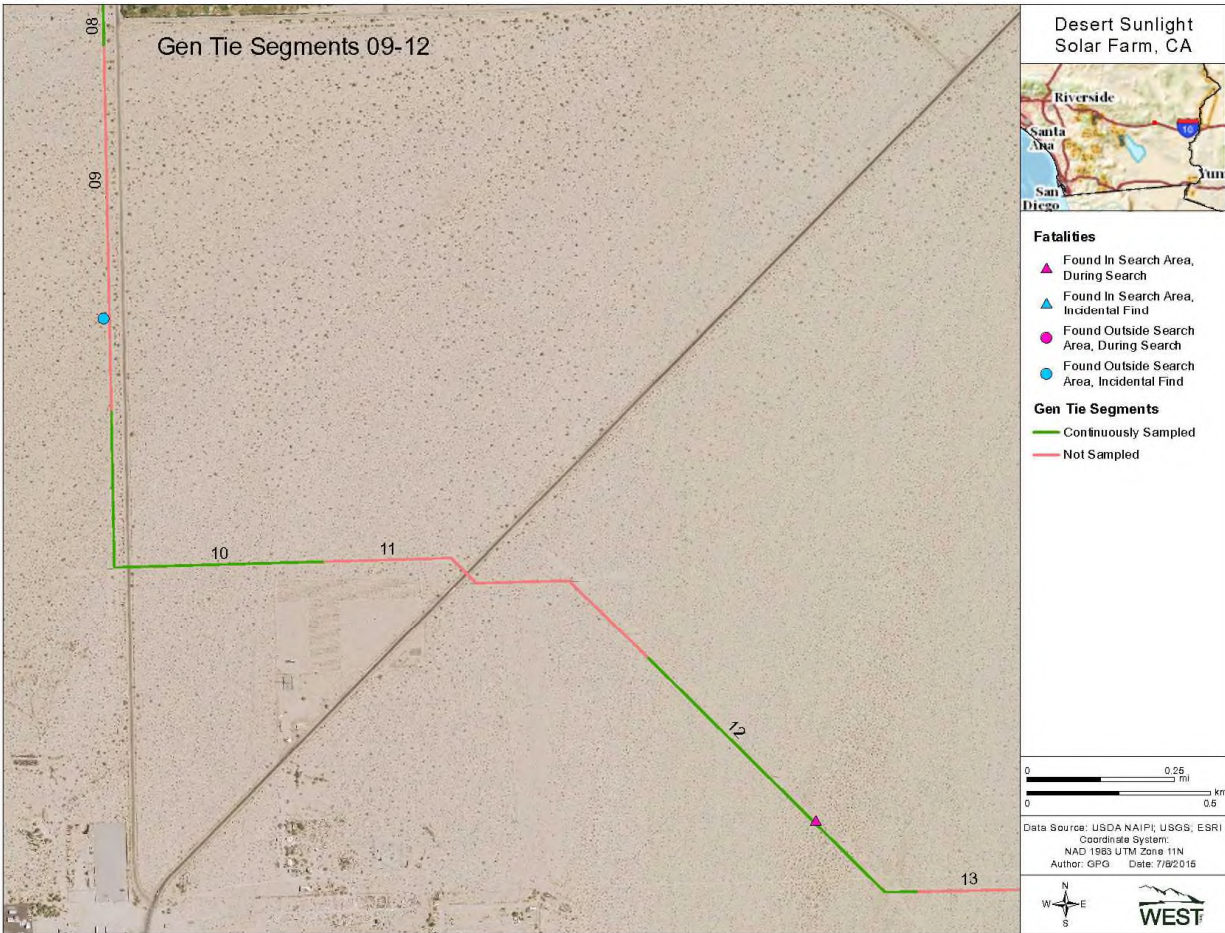 08
Gen Tie Segments 09-12
09
10
11
12
13
Desert Sunlight
Solar Farm, CA
Riverside
Santa
Ana
10
San
Diego
Yum
Fatalities
Found In Search Area,
During Search
Found In Search Area,
Incidental Find
Found Outside Search
Area, During Search
Found Outside Search
Area, Incidental Find
Gen Tie Segments
Continuously Sampled
Not Sampled
0 0.25
mi
km
0 0.5
Data Source: USDA NAIPI; USGS; ESRI
Coordinate System:
NAD 1983 UTM Zone 11N
Author: GPG Date: 7/8/2015
N
W E
S
WEST